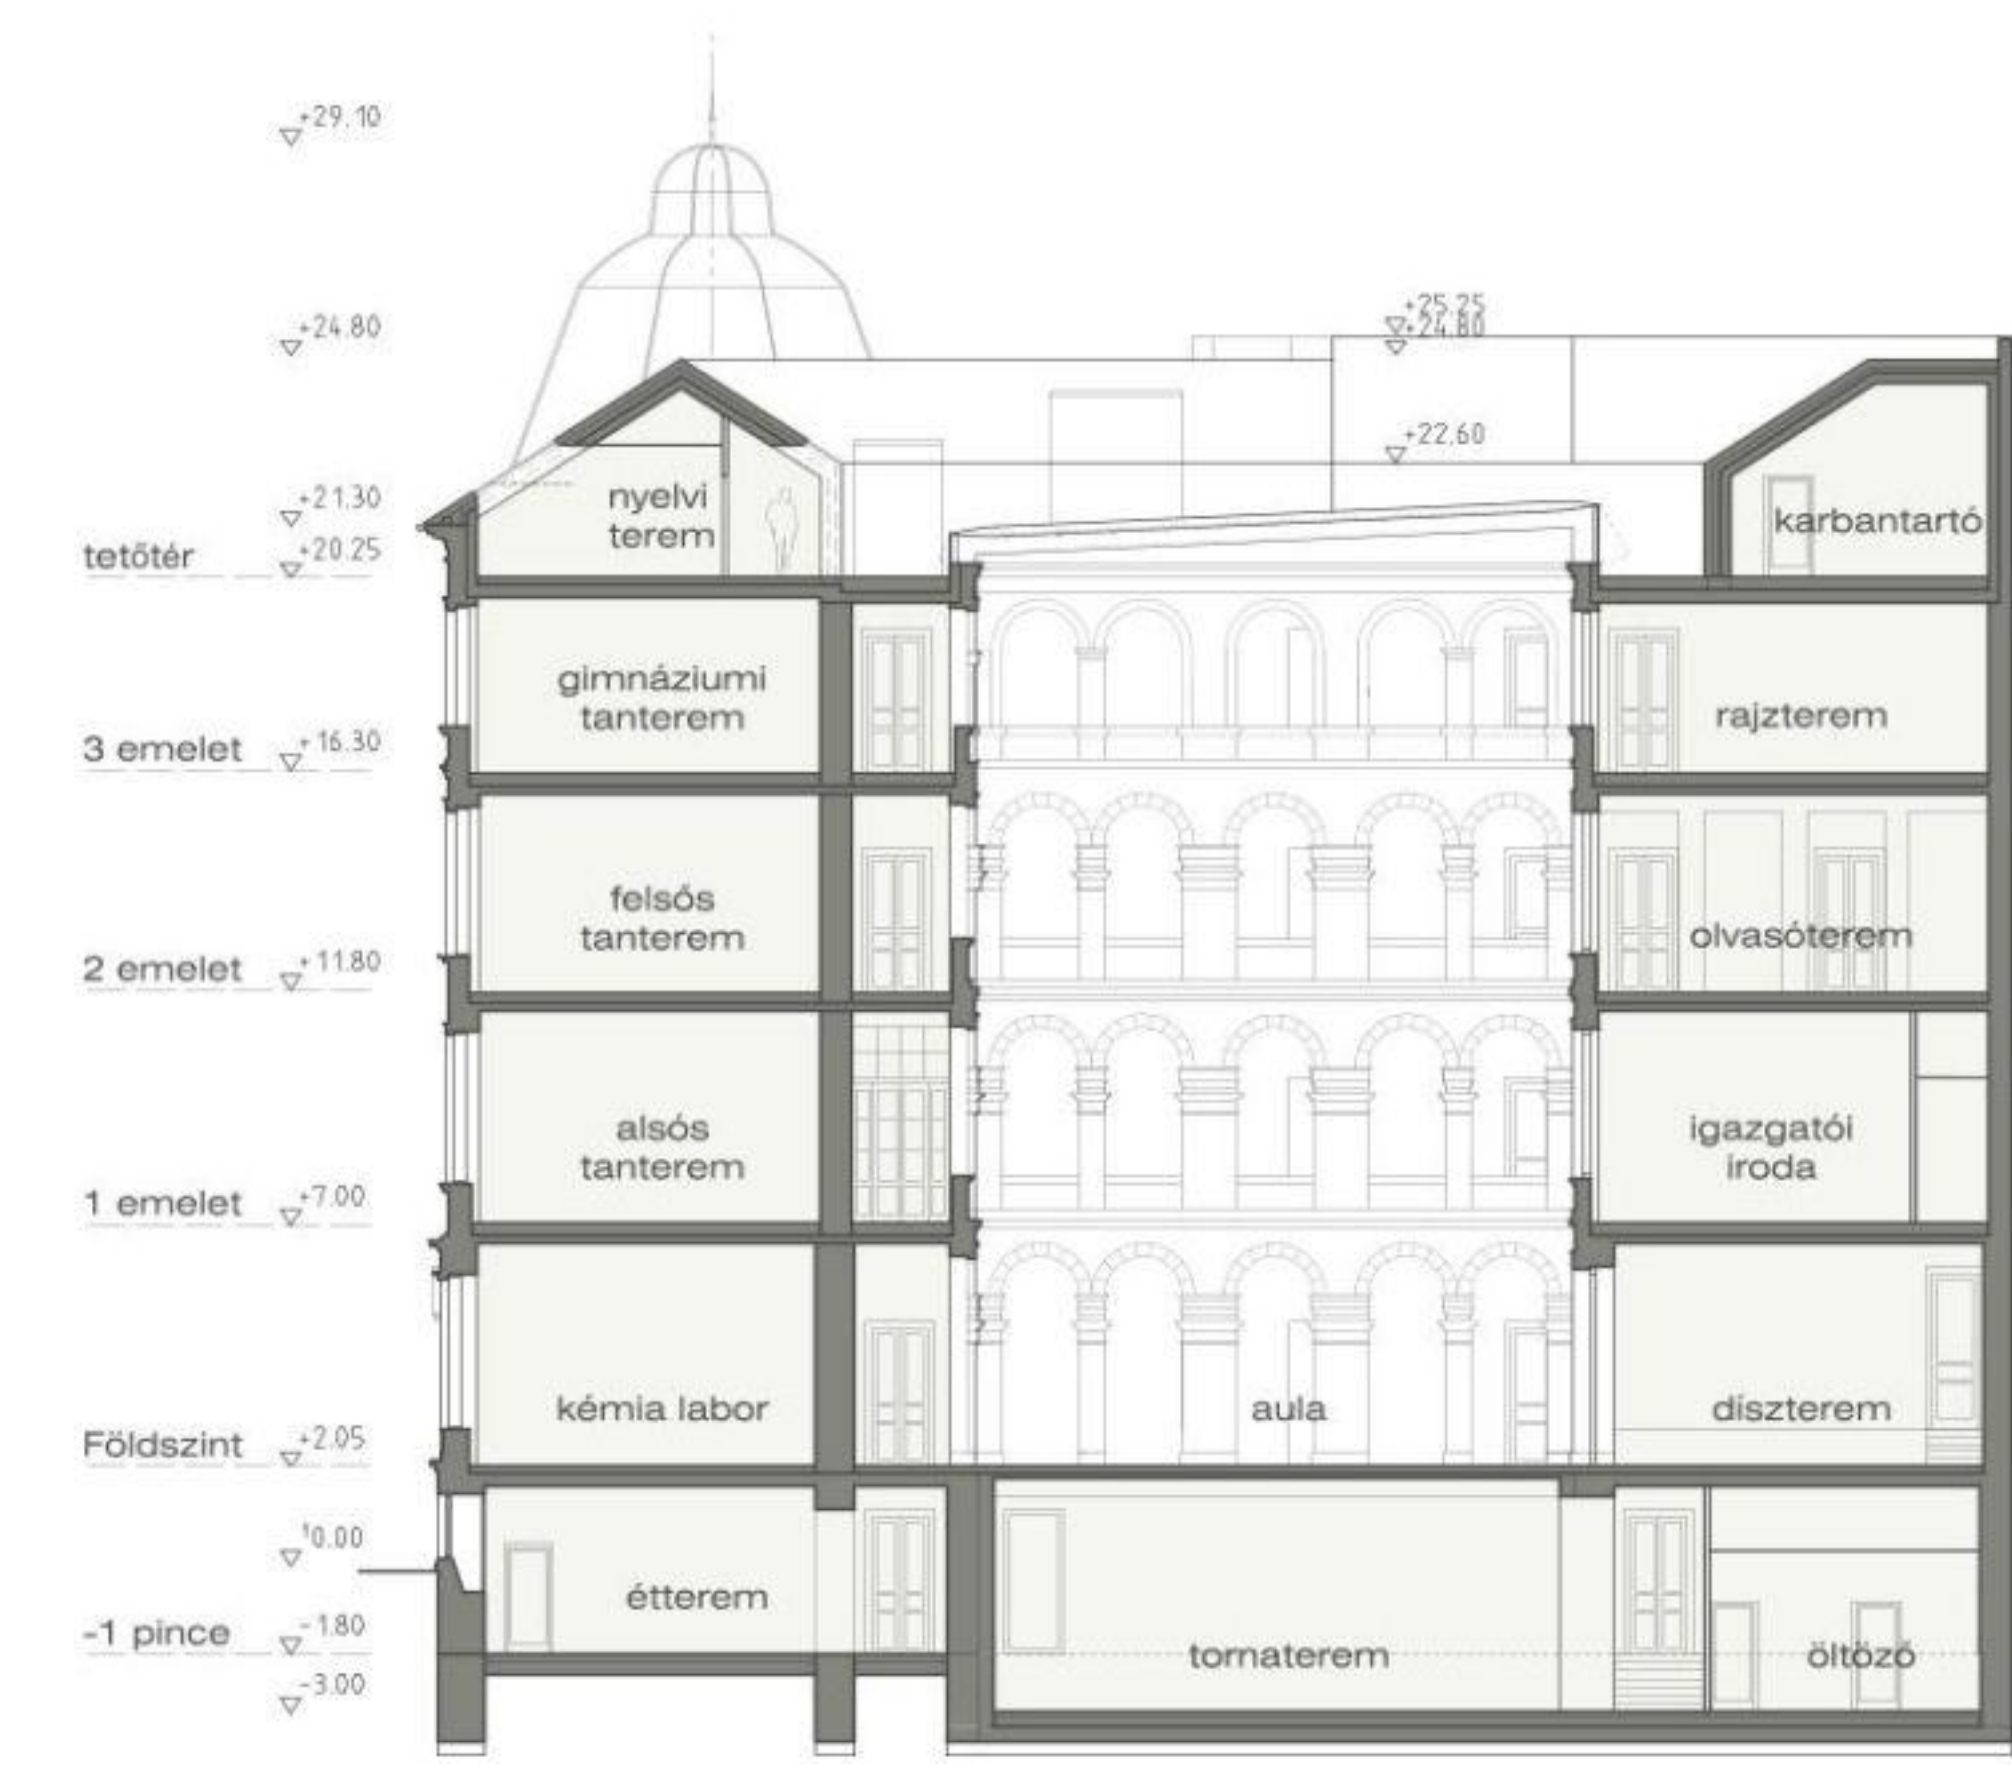 +29.10
+24.80
+25.25
+24.80
+22.60
+21.30
nyelvi
terem
karbantartó
tetőtér
+20.25
gimnáziumi
tanterem
rajzterem
3 emelet
+16.30
felsős
tanterem
olvasóterem
2 emelet
+11.80
alsós
tanterem
igazgatói
iroda
1 emelet
+7.00
kémia labor
aula
díszterem
Földszint
+2.05
±0.00
étterem
-1 pince
-1.80
tornaterem
öltöző
-3.00